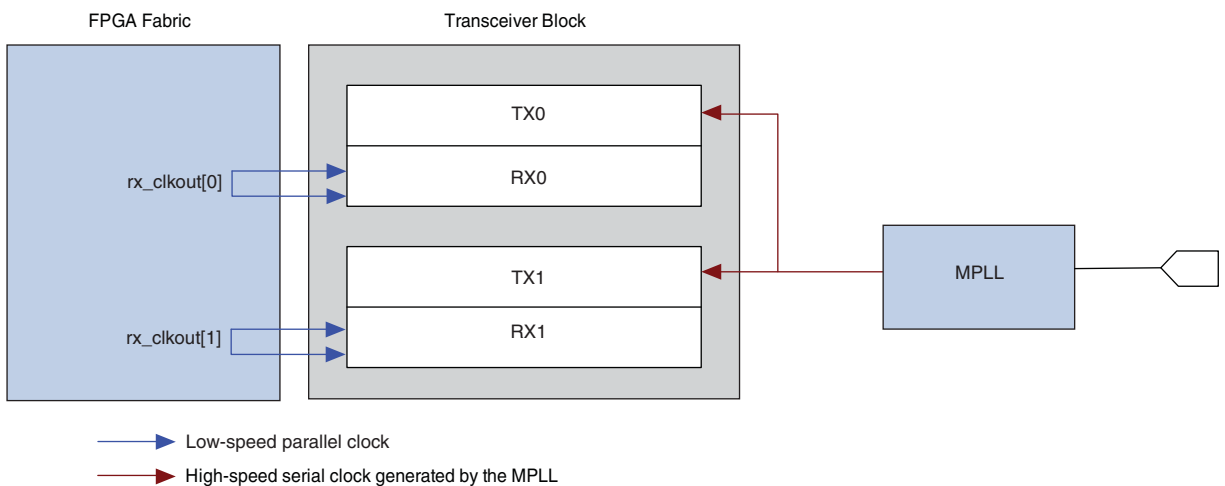 FPGA Fabric
Transceiver Block
TX0
rx_clkout[0]
RX0
TX1
MPLL
rx_clkout[1]
RX1
Low-speed parallel clock
High-speed serial clock generated by the MPLL